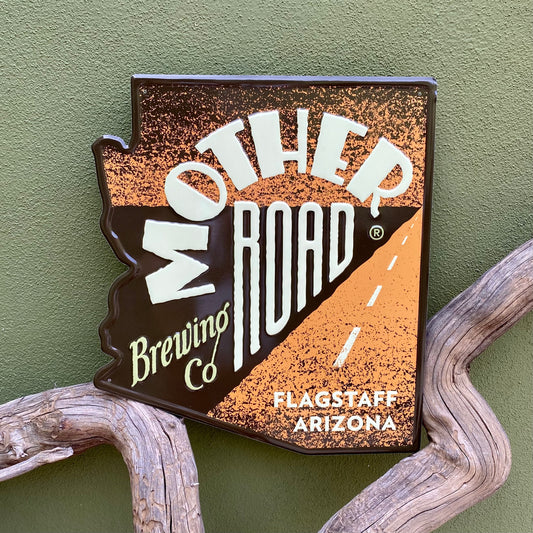 MOTHER
ROAD®
Brewing
Co
FLAGSTAFF
ARIZONA